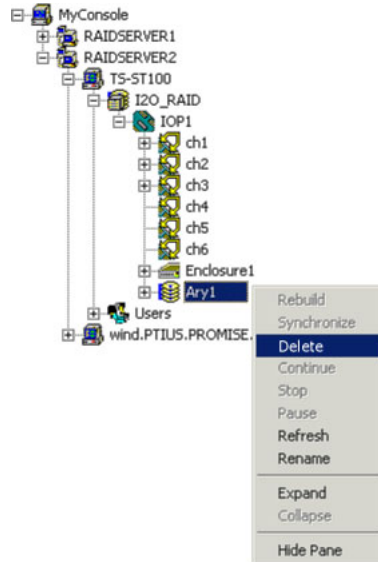 MyConsole
RAIDSERVER1
RAIDSERVER2
TS-ST100
I2O_RAID
IOP1
ch1
ch2
ch3
ch4
ch5
ch6
Enclosure1
Ary1
Users
wind.PTIUS.PROMISE.
Rebuild
Synchronize
Delete
Continue
Stop
Pause
Refresh
Rename
Expand
Collapse
Hide Pane